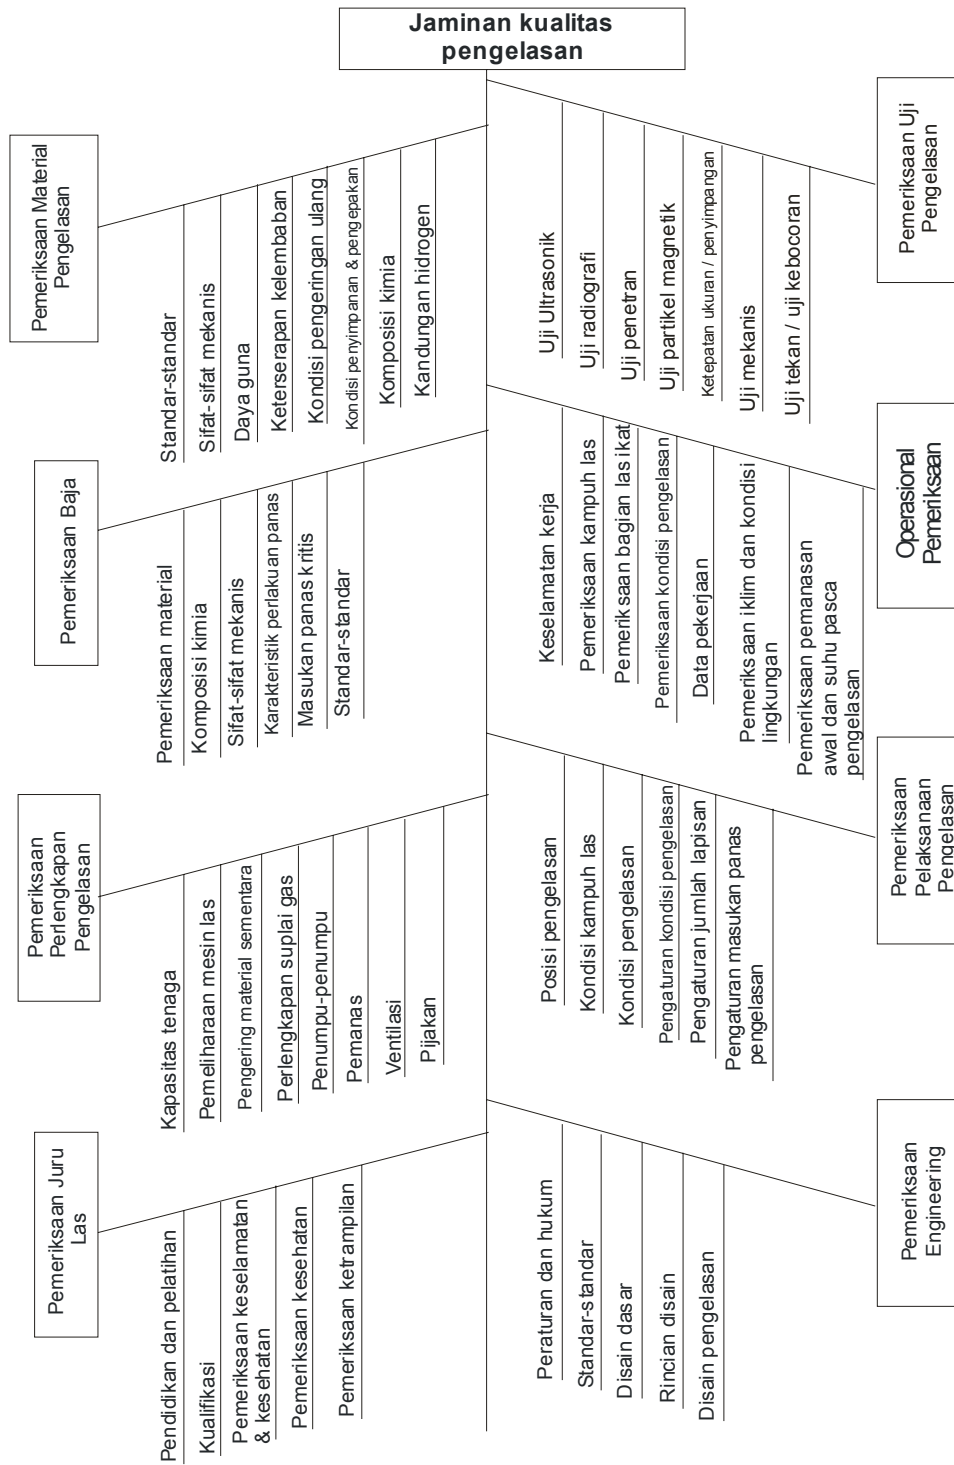 Jaminan kualitas
pengelasan
Pemeriksaan Juru
Las
Pendidikan dan pelatihan
Kualifikasi
Pemeriksaan keselamatan
& kesehatan
Pemeriksaan kesehatan
Pemeriksaan ketrampilan
Pemeriksaan
Perlengkapan
Pengelasan
Kapasitas tenaga
Pemeliharaan mesin las
Pengering material sementara
Perlengkapan suplai gas
Penumpu-penumpu
Pemanas
Ventilasi
Pijakan
Pemeriksaan Baja
Pemeriksaan material
Komposisi kimia
Sifat-sifat mekanis
Karakteristik perlakuan panas
Masukan panas kritis
Standar-standar
Pemeriksaan Material
Pengelasan
Standar-standar
Sifat-sifat mekanis
Daya guna
Keterserapan kelembaban
Kondisi pengeringan ulang
Kondisi penyimpanan & pengepakan
Komposisi kimia
Kandungan hidrogen
Peraturan dan hukum
Standar-standar
Disain dasar
Rincian disain
Disain pengelasan
Pemeriksaan
Engineering
Posisi pengelasan
Kondisi kampuh las
Kondisi pengelasan
Pengaturan kondisi pengelasan
Pengaturan jumlah lapisan
Pengaturan masukan panas
pengelasan
Pemeriksaan
Pelaksanaan
Pengelasan
Keselamatan kerja
Pemeriksaan kampuh las
Pemeriksaan bagian las ikat
Pemeriksaan kondisi pengelasan
Data pekerjaan
Pemeriksaan iklim dan kondisi
lingkungan
Pemeriksaan pemanasan
awal dan suhu pasca
pengelasan
Operasional
Pemeriksaan
Uji Ultrasonik
Uji radiografi
Uji penetran
Uji partikel magnetik
Ketepatan ukuran / penyimpangan
Uji mekanis
Uji tekan / uji kebocoran
Pemeriksaan Uji
Pengelasan